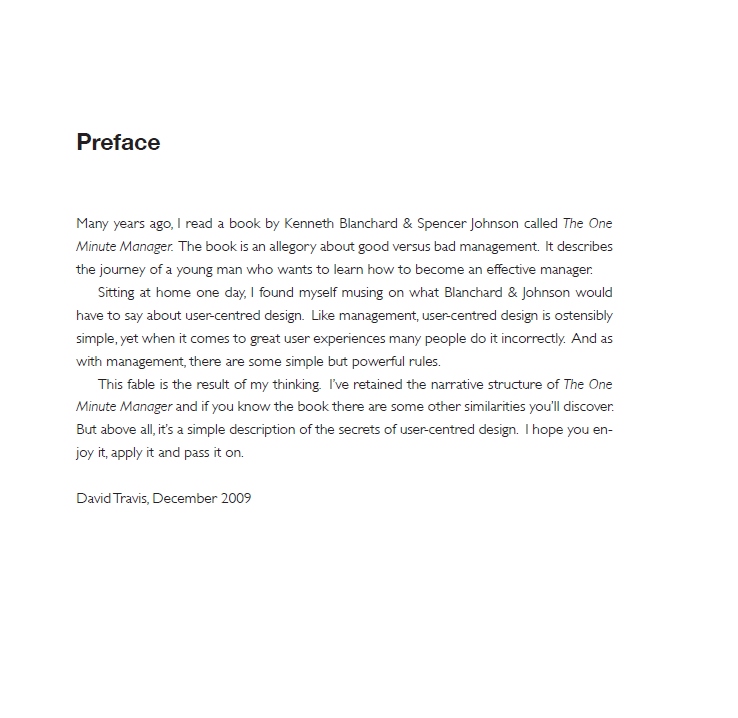 Preface
Many years ago, I read a book by Kenneth Blanchard & Spencer Johnson called The One
Minute Manager. The book is an allegory about good versus bad management. It describes
the journey of a young man who wants to learn how to become an effective manager.
Sitting at home one day, I found myself musing on what Blanchard & Johnson would
have to say about user-centred design. Like management, user-centred design is ostensibly
simple, yet when it comes to great user experiences many people do it incorrectly. And as
with management, there are some simple but powerful rules.
This fable is the result of my thinking. I've retained the narrative structure of The One
Minute Manager and if you know the book there are some other similarities you'll discover.
But above all, it's a simple description of the secrets of user-centred design. I hope you en-
joy it, apply it and pass it on.
David Travis, December 2009